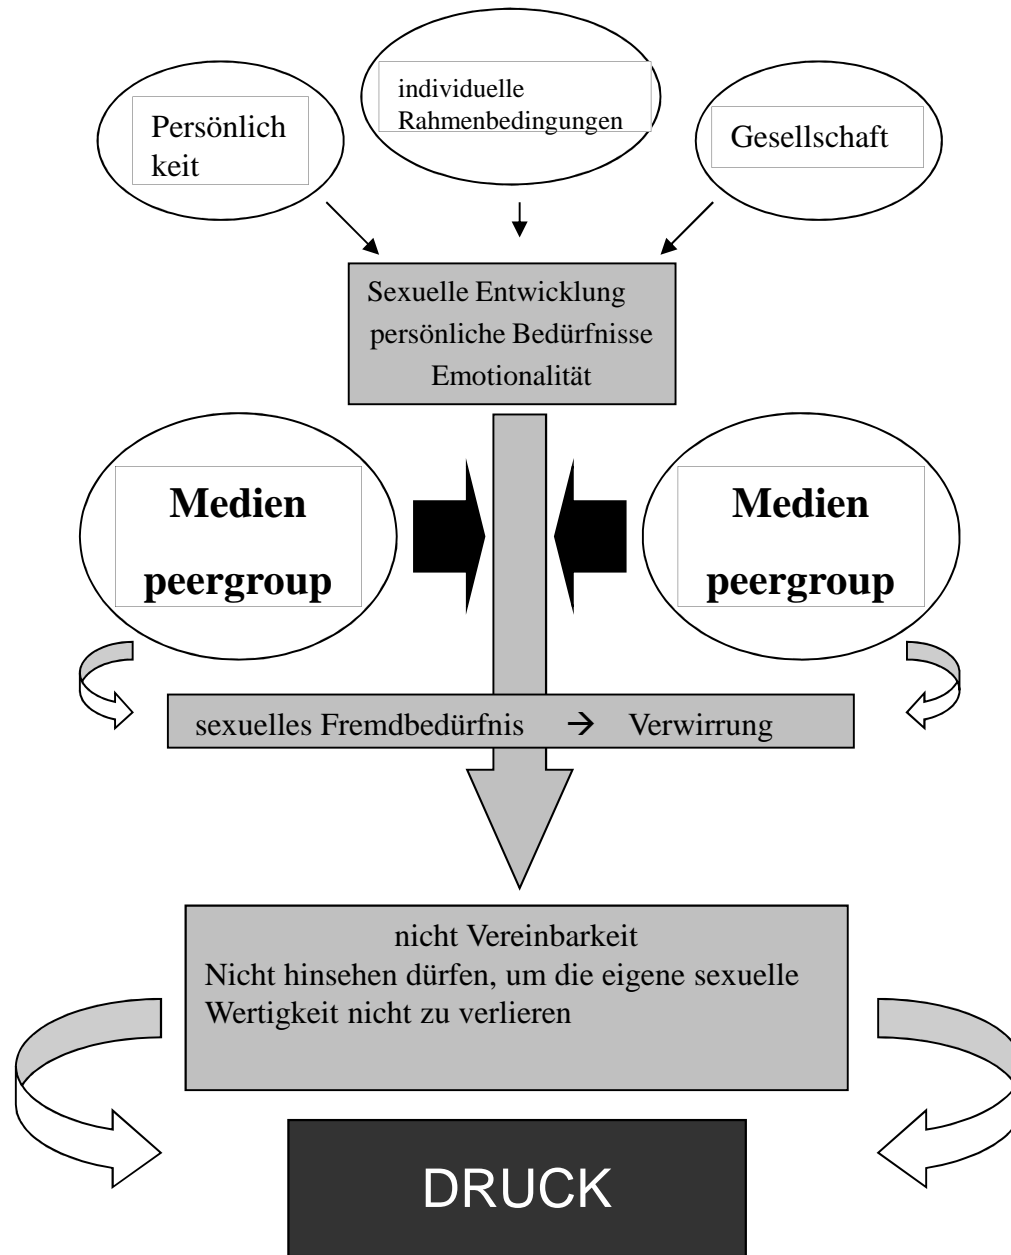 individuelle
Rahmenbedingungen
Persönlich
keit
Gesellschaft
Sexuelle Entwicklung
persönliche Bedürfnisse
Emotionalität
Medien
peergroup
Medien
peergroup
sexuelles Fremdbedürfnis → Verwirrung
nicht Vereinbarkeit
Nicht hinsehen dürfen, um die eigene sexuelle
Wertigkeit nicht zu verlieren
DRUCK